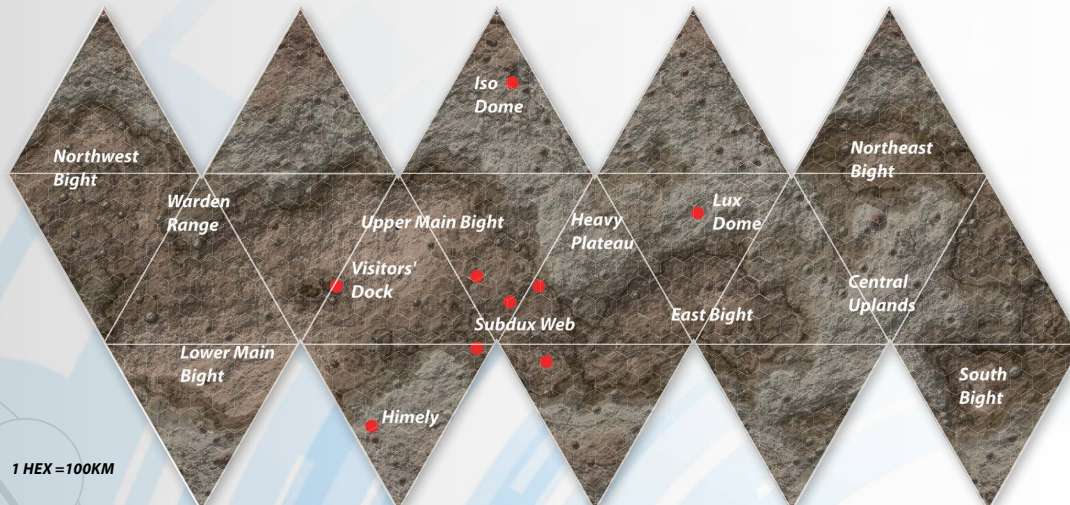 Iso
Dome
Northwest
Bight
Northeast
Bight
Warden
Range
Upper Main Bight
Heavy
Plateau
Lux
Dome
Visitors'
Dock
Central
Uplands
Subdux Web
East Bight
Lower Main
Bight
South
Bight
Himely
1 HEX =100KM